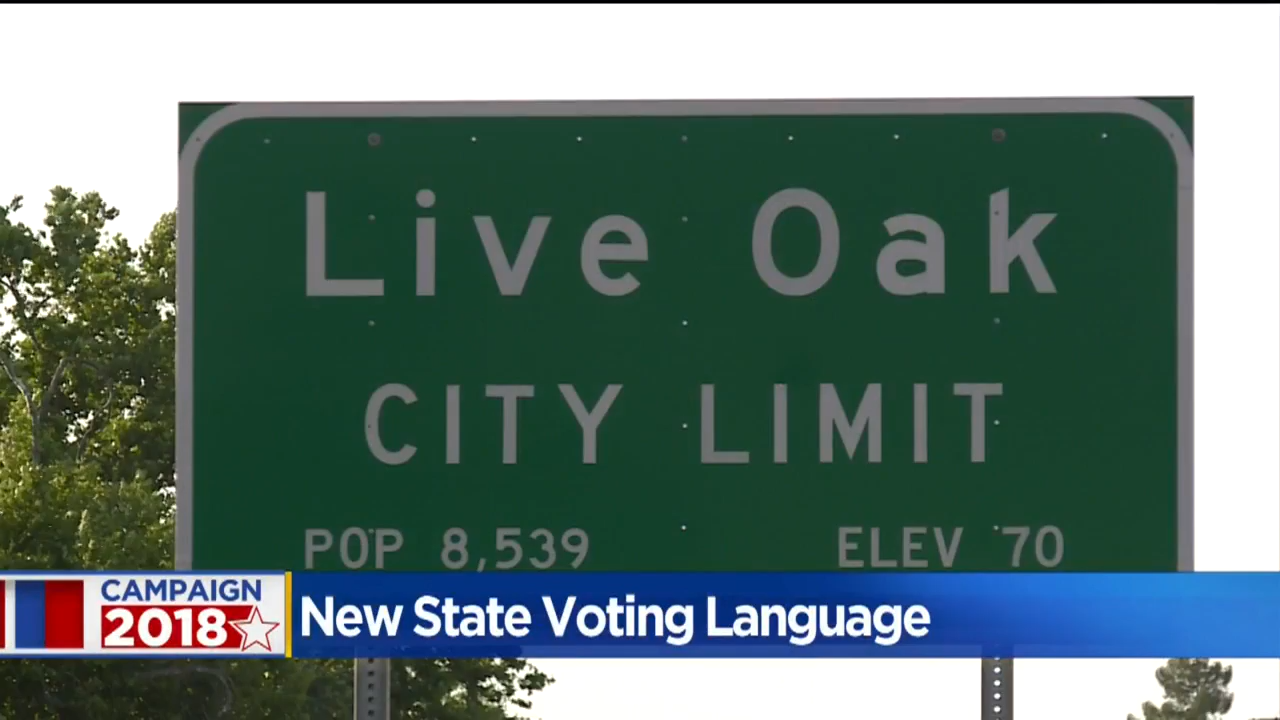 Live Oak
CITY LIMIT
POP 8,539 ELEV 70
CAMPAIGN
2018
New State Voting Language